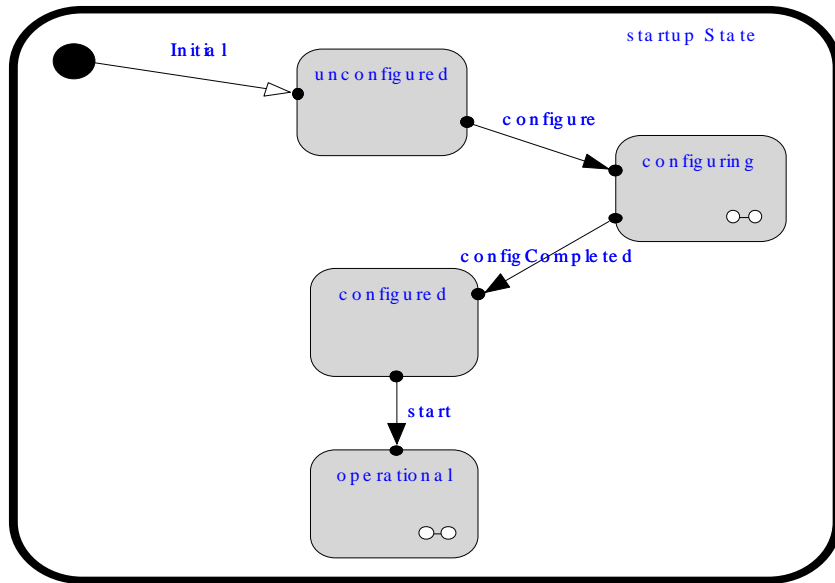 startup State
Initial
unconfigured
configure
configuring
configCompleted
configured
start
operational